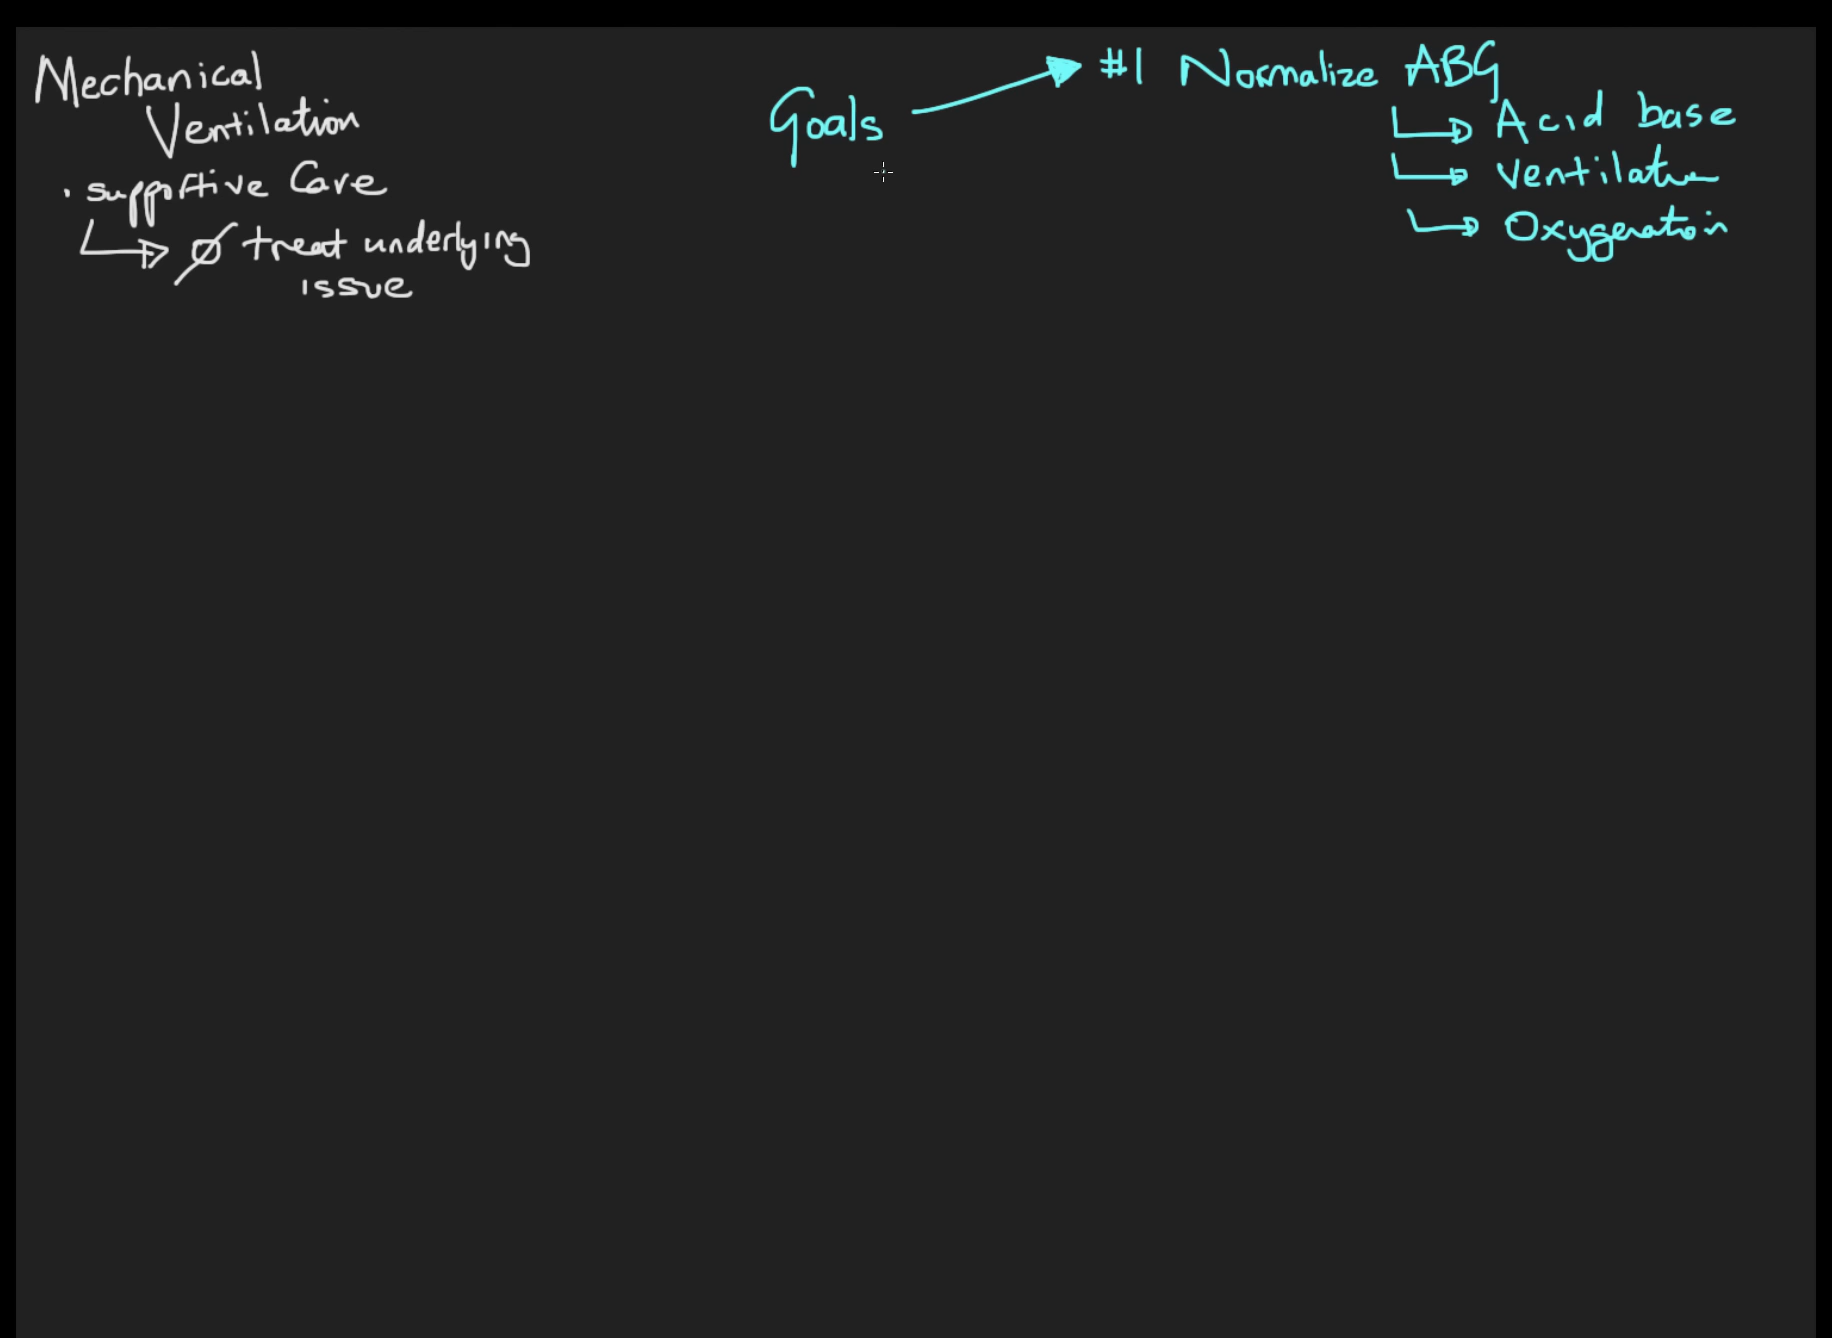 Mechanical
Ventilation
· supportive Care
Ø treat underlying
issue
Goals
#1 Normalize ABG
Acid base
Ventilation
Oxygenation